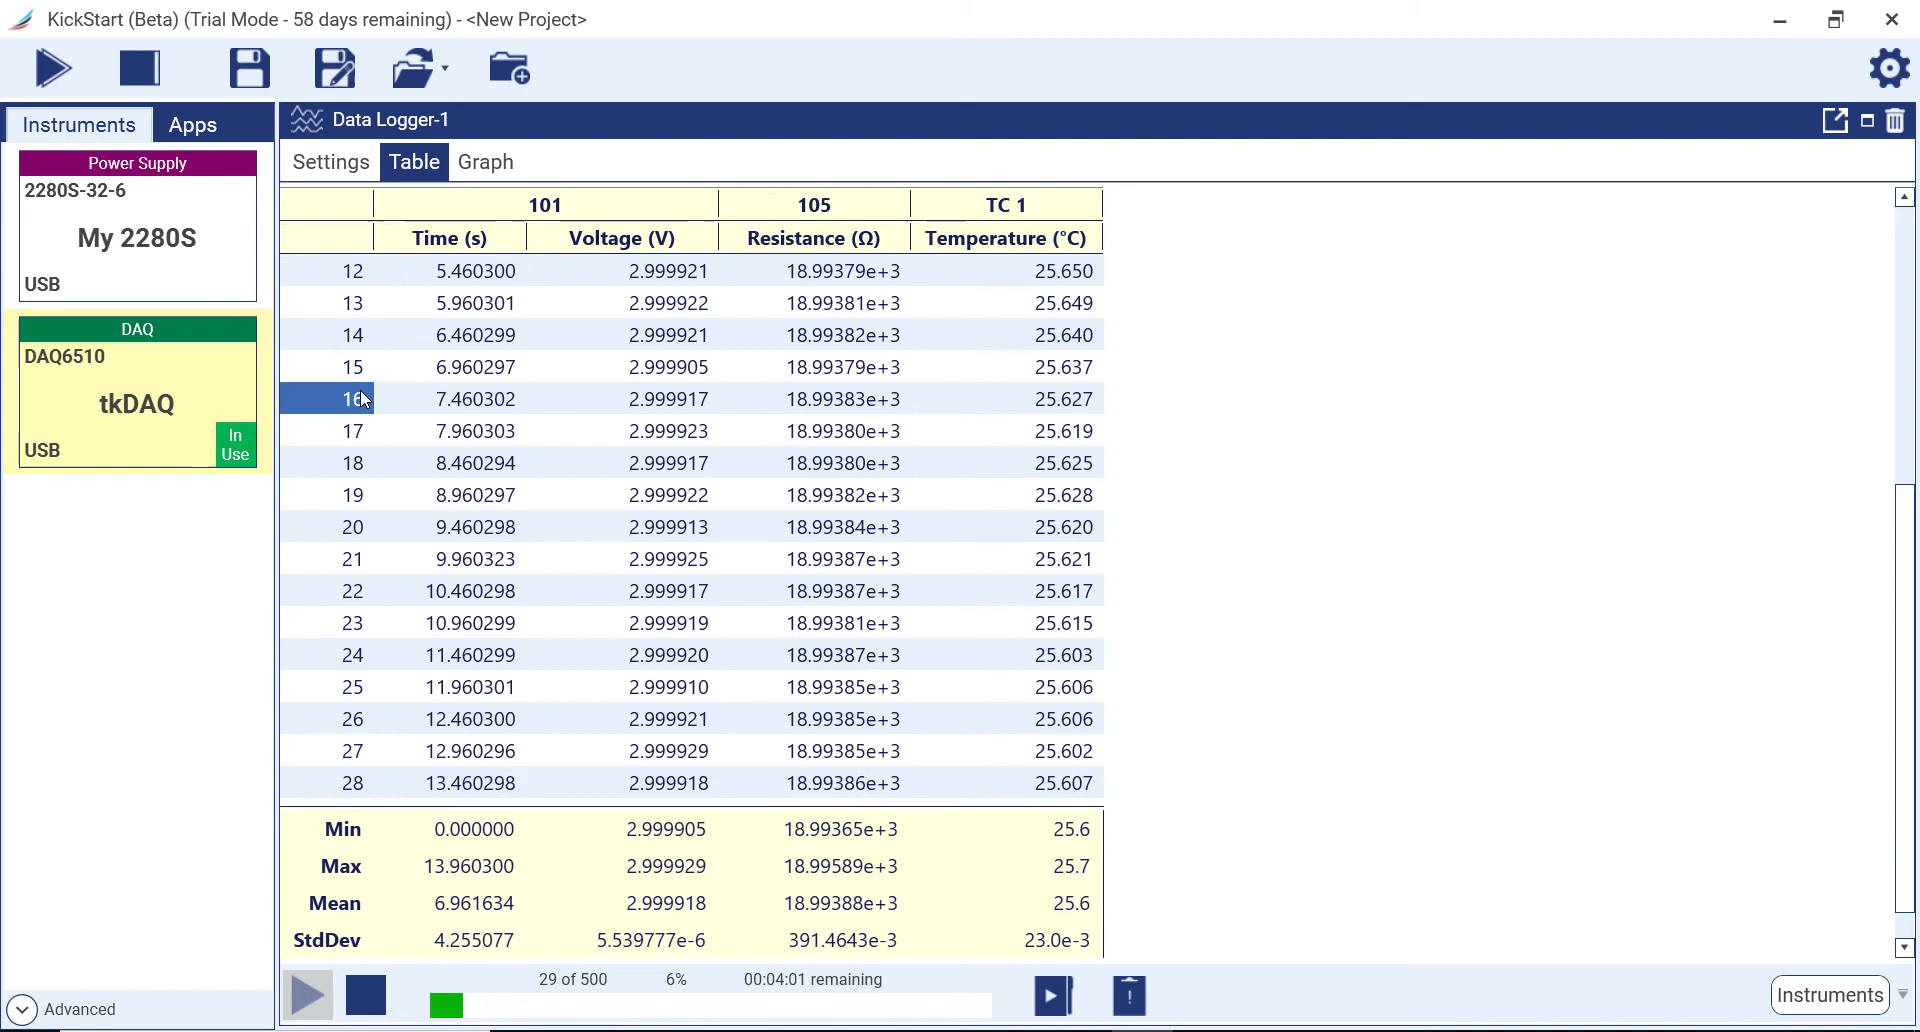 KickStart (Beta) (Trial Mode - 58 days remaining) - <New Project>
Instruments Apps
Power Supply
2280S-32-6
My 2280S
USB
DAQ
DAQ6510
tkDAQ
USB
In
Use
Advanced
Data Logger-1
Settings Table Graph
101 105 TC 1
Time (s) Voltage (V) Resistance (Ω) Temperature (°C)
12 5.460300 2.999921 18.99379e+3 25.650
13 5.960301 2.999922 18.99381e+3 25.649
14 6.460299 2.999921 18.99382e+3 25.640
15 6.960297 2.999905 18.99379e+3 25.637
16 7.460302 2.999917 18.99383e+3 25.627
17 7.960303 2.999923 18.99380e+3 25.619
18 8.460294 2.999917 18.99380e+3 25.625
19 8.960297 2.999922 18.99382e+3 25.628
20 9.460298 2.999913 18.99384e+3 25.620
21 9.960323 2.999925 18.99387e+3 25.621
22 10.460298 2.999917 18.99387e+3 25.617
23 10.960299 2.999919 18.99381e+3 25.615
24 11.460299 2.999920 18.99387e+3 25.603
25 11.960301 2.999910 18.99385e+3 25.606
26 12.460300 2.999921 18.99385e+3 25.606
27 12.960296 2.999929 18.99385e+3 25.602
28 13.460298 2.999918 18.99386e+3 25.607
Min 0.000000 2.999905 18.99365e+3 25.6
Max 13.960300 2.999929 18.99589e+3 25.7
Mean 6.961634 2.999918 18.99388e+3 25.6
StdDev 4.255077 5.539777e-6 391.4643e-3 23.0e-3
29 of 500 6% 00:04:01 remaining
Instruments